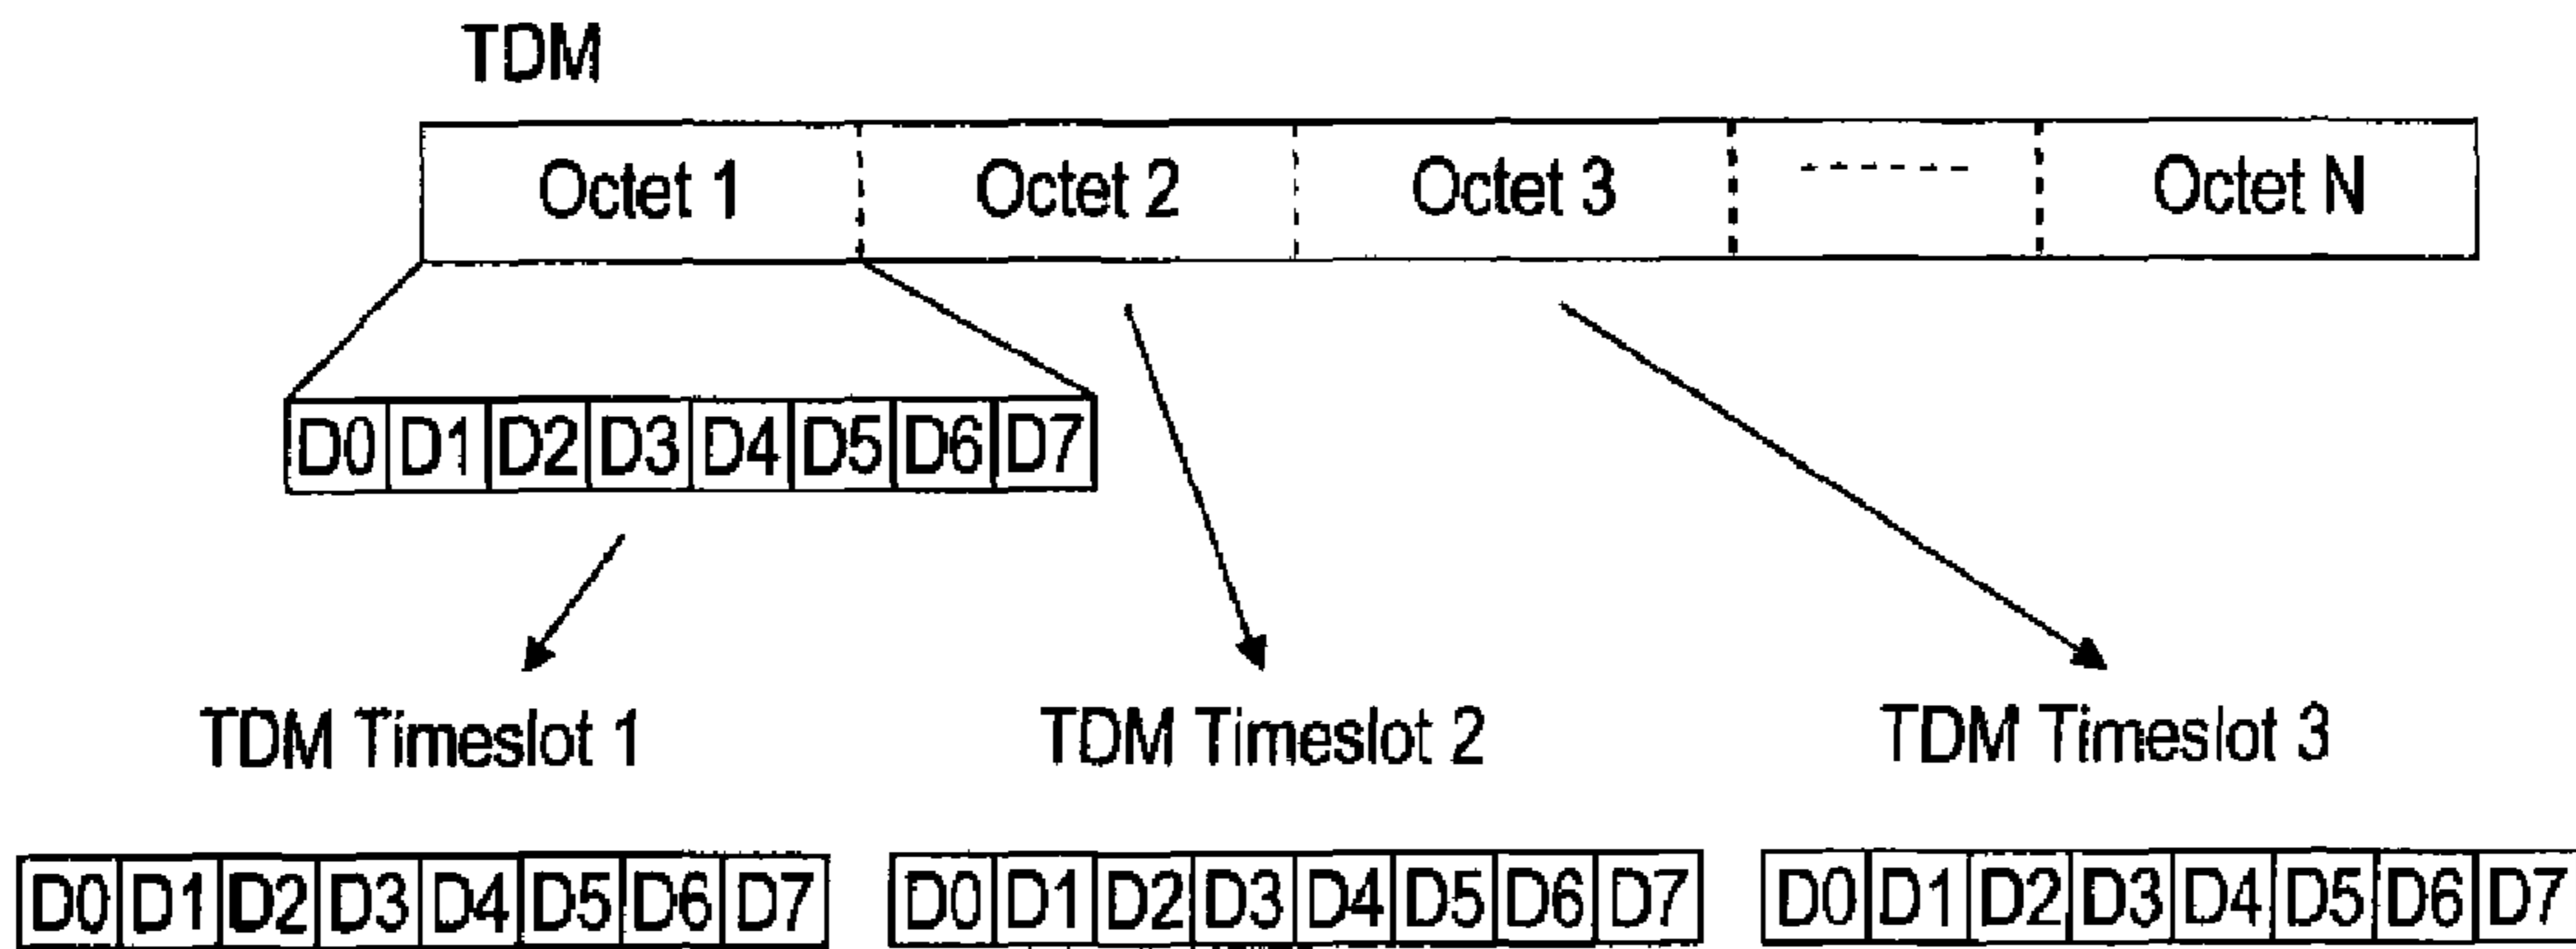 TDM
Octet 1 Octet 2 Octet 3 Octet N
D0 D1 D2 D3 D4 D5 D6 D7
TDM Timeslot 1 TDM Timeslot 2 TDM Timeslot 3
D0 D1 D2 D3 D4 D5 D6 D7 D0 D1 D2 D3 D4 D5 D6 D7 D0 D1 D2 D3 D4 D5 D6 D7